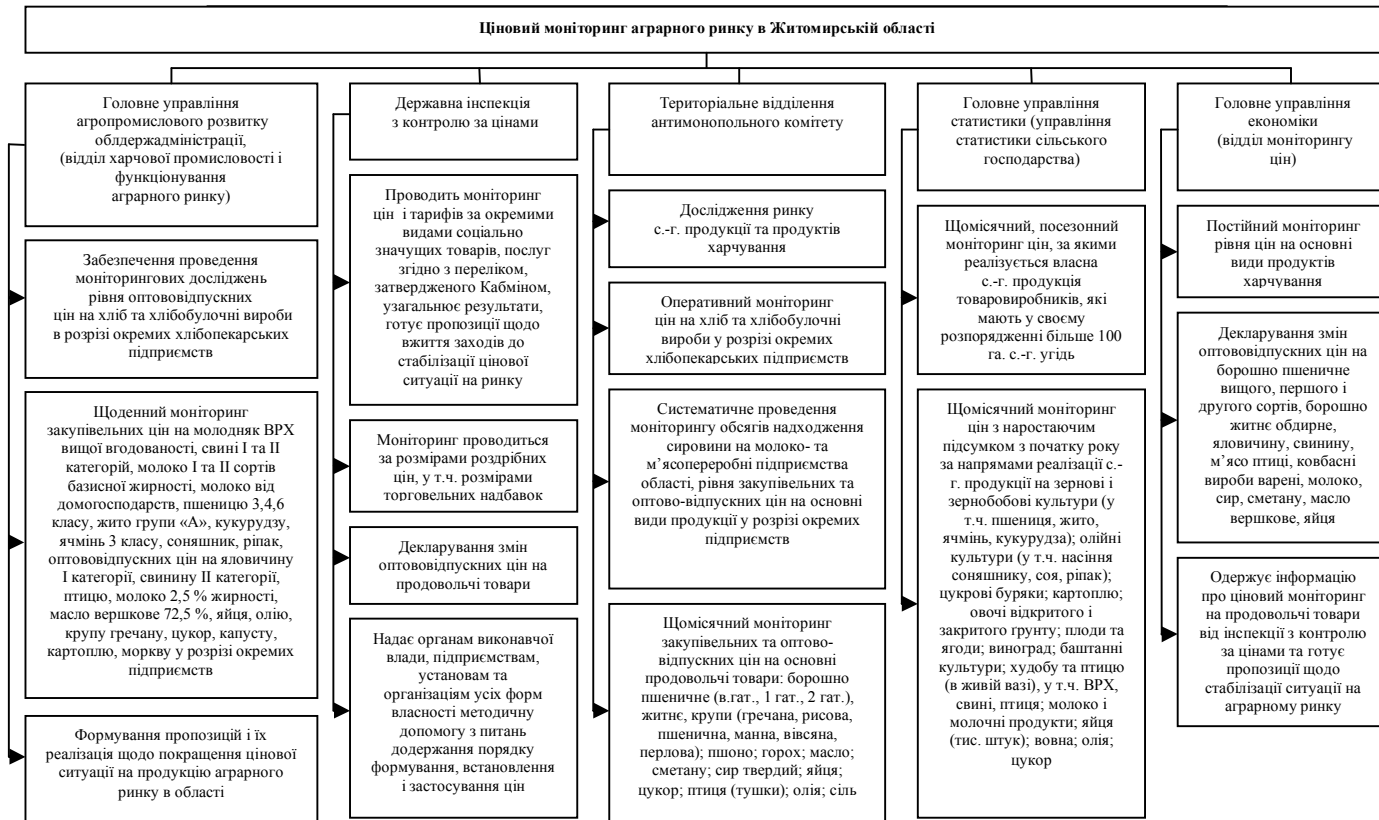 Ціновий моніторинг аграрного ринку в Житомирській області
Головне управління
агропромислового розвитку
облдержадміністрації,
(відділ харчової промисловості і
функціонування
аграрного ринку)
Забезпечення проведення
моніторингових досліджень
рівня оптововідпускних
цін на хліб та хлібобулочні вироби
в розрізі окремих хлібопекарських
підприємств
Щоденний моніторинг
закупівельних цін на молодняк ВРХ
вищої вгодованості, свині І та ІІ
категорій, молоко І та ІІ сортів
базисної жирності, молоко від
домогосподарств, пшеницю 3,4,6
класу, жито групи «А», кукурудзу,
ячмінь 3 класу, соняшник, ріпак,
оптововідпускних цін на яловичину
І категорії, свинину ІІ категорії,
птицю, молоко 2,5 % жирності,
масло вершкове 72,5 %, яйця, олію,
крупу гречану, цукор, капусту,
картоплю, моркву у розрізі окремих
підприємств
Формування пропозицій і їх
реалізація щодо покращення цінової
ситуації на продукцію аграрного
ринку в області
Державна інспекція
з контролю за цінами
Проводить моніторинг
цін і тарифів за окремими
видами соціально
значущих товарів, послуг
згідно з переліком,
затвердженого Кабміном,
узагальнює результати,
готує пропозиції щодо
вжиття заходів до
стабілізації цінової
ситуації на ринку
Моніторинг проводиться
за розмірами роздрібних
цін, у т.ч. розмірами
торговельних надбавок
Декларування змін
оптововідпускних цін на
продовольчі товари
Надає органам виконавчої
влади, підприємствам,
установам та
організаціям усіх форм
власності методичну
допомогу з питань
додержання порядку
формування, встановлення
і застосування цін
Територіальне відділення
антимонопольного комітету
Дослідження ринку
с.-г. продукції та продуктів
харчування
Оперативний моніторинг
цін на хліб та хлібобулочні
вироби у розрізі окремих
хлібопекарських підприємств
Систематичне проведення
моніторингу обсягів надходження
сировини на молоко- та
м’ясопереробні підприємства
області, рівня закупівельних та
оптово-відпускних цін на основні
види продукції у розрізі окремих
підприємств
Щомісячний моніторинг
закупівельних та оптово-
відпускних цін на основні
продовольчі товари: борошно
пшеничне (в.гат., 1 гат., 2 гат.),
житнє, крупи (гречана, рисова,
пшенична, манна, вівсяна,
перлова); пшоно; горох; масло;
сметану; сир твердий; яйця;
цукор; птиця (тушки); олія; сіль
Головне управління
статистики (управління
статистики сільського
господарства)
Щомісячний, посезонний
моніторинг цін, за якими
реалізується власна
с.-г. продукція
товаровиробників, які
мають у своєму
розпорядженні більше 100
га. с.-г. угідь
Щомісячний моніторинг
цін з наростаючим
підсумком з початку року
за напрямами реалізації с.-
г. продукції на зернові і
зернобобові культури (у
т.ч. пшениця, жито,
ячмінь, кукурудза); олійні
культури (у т.ч. насіння
соняшнику, соя, ріпак);
цукрові буряки; картоплю;
овочі відкритого і
закритого ґрунту; плоди та
ягоди; виноград; баштанні
культури; худобу та птицю
(в живій вазі), у т.ч. ВРХ,
свині, птиця; молоко і
молочні продукти; яйця
(тис. штук); вовна; олія;
цукор
Головне управління
економіки
(відділ моніторингу
цін)
Постійний моніторинг
рівня цін на основні
види продуктів
харчування
Декларування змін
оптововідпускних цін на
борошно пшеничне
вищого, першого і
другого сортів, борошно
житнє обдирне,
яловичину, свинину,
м’ясо птиці, ковбасні
вироби варені, молоко,
сир, сметану, масло
вершкове, яйця
Одержує інформацію
про ціновий моніторинг
на продовольчі товари
від інспекції з контролю
за цінами та готує
пропозиції щодо
стабілізації ситуації на
аграрному ринку